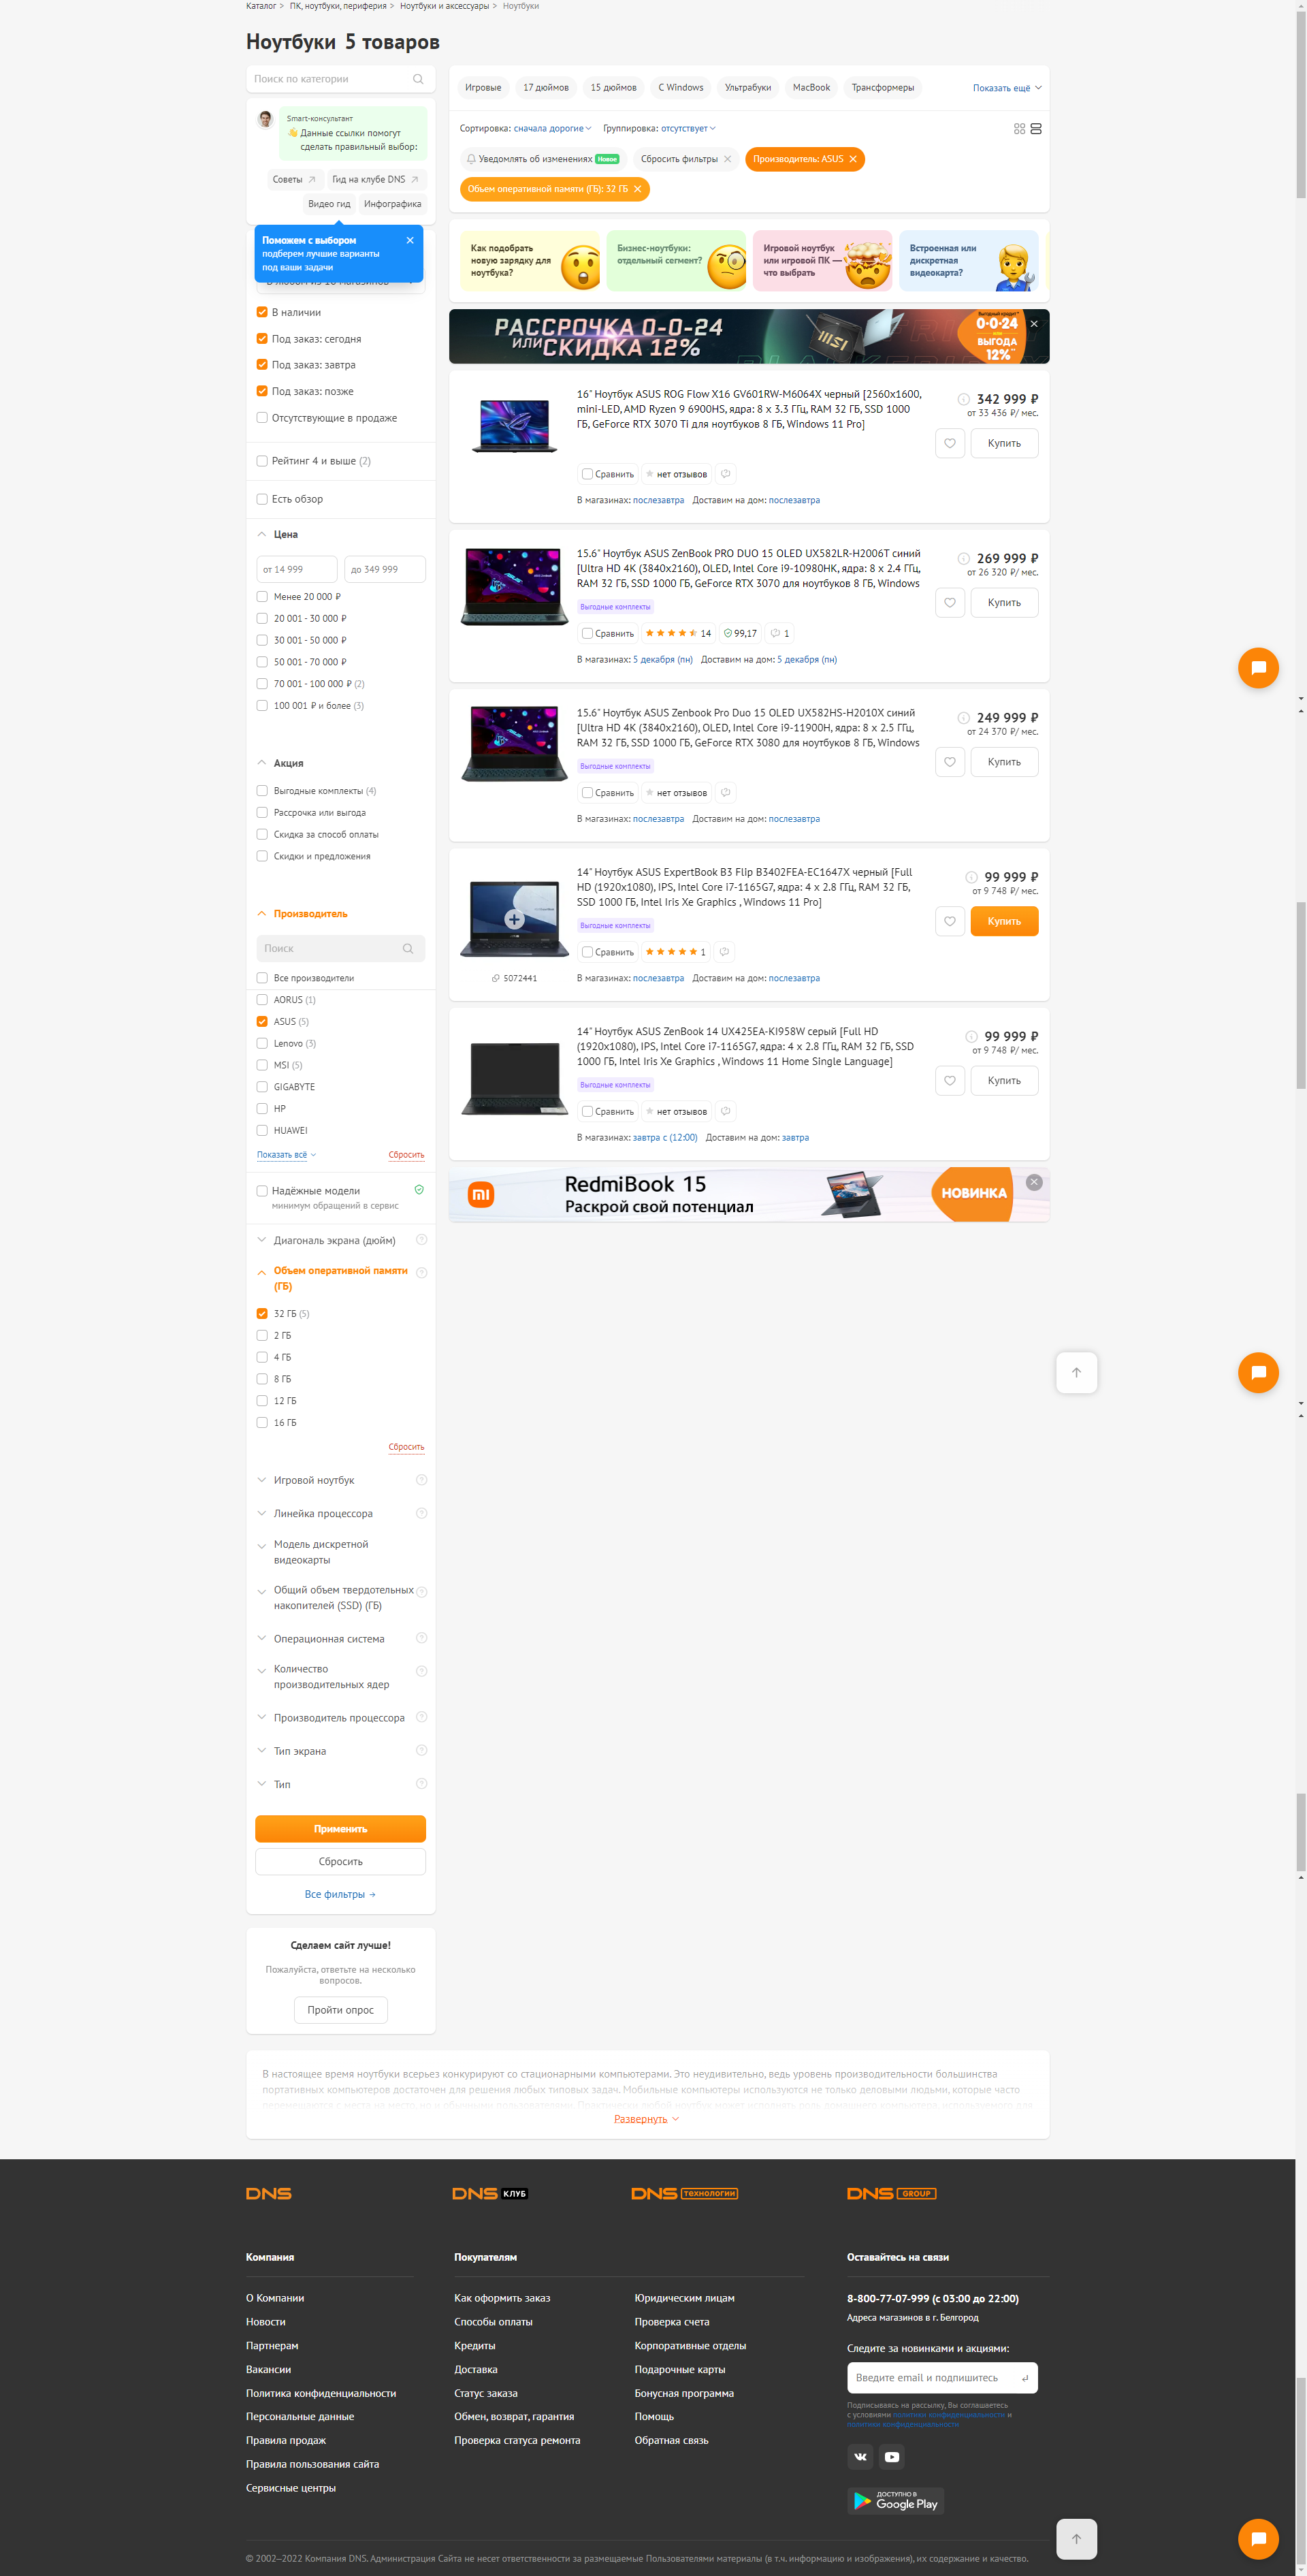 Каталог > ПК, ноутбуки, периферия > Ноутбуки и аксессуары > Ноутбуки
Ноутбуки 5 товаров
Поиск по категории
Smart-консультант
Данные ссылки помогут
сделать правильный выбор:
Советы
Гид на клубе DNS
Видео гид
Инфографика
Поможем с выбором
подберем лучшие варианты
под ваши задачи
В наличии
Под заказ: сегодня
Под заказ: завтра
Под заказ: позже
Отсутствующие в продаже
Рейтинг 4 и выше (2)
Есть обзор
Цена
от 14 999
до 349 999
Менее 20 000 ₽
20 001 - 30 000 ₽
30 001 - 50 000 ₽
50 001 - 70 000 ₽
70 001 - 100 000 ₽ (2)
100 001 ₽ и более (3)
Акция
Выгодные комплекты (4)
Рассрочка или выгода
Скидка за способ оплаты
Скидки и предложения
Производитель
Поиск
Все производители
AORUS (1)
ASUS (5)
Lenovo (3)
MSI (5)
GIGABYTE
HP
HUAWEI
Показать всё
Сбросить
Надёжные модели
минимум обращений в сервис
Диагональ экрана (дюйм)
Объем оперативной памяти
(ГБ)
32 ГБ (5)
2 ГБ
4 ГБ
8 ГБ
12 ГБ
16 ГБ
Сбросить
Игровой ноутбук
Линейка процессора
Модель дискретной
видеокарты
Общий объем твердотельных
накопителей (SSD) (ГБ)
Операционная система
Количество
производительных ядер
Производитель процессора
Тип экрана
Тип
Применить
Сбросить
Все фильтры →
Сделаем сайт лучше!
Пожалуйста, ответьте на несколько
вопросов.
Пройти опрос
Игровые
17 дюймов
15 дюймов
С Windows
Ультрабуки
MacBook
Трансформеры
Показать ещё
Сортировка: сначала дорогие
Группировка: отсутствует
Уведомлять об изменениях Новое
Сбросить фильтры
Производитель: ASUS
Объем оперативной памяти (ГБ): 32 ГБ
Как подобрать
новую зарядку для
ноутбука?
Бизнес-ноутбуки:
отдельный сегмент?
Игровой ноутбук
или игровой ПК —
что выбрать
Встроенная или
дискретная
видеокарта?
РАССРОЧКА 0-0-24
ИЛИ СКИДКА 12%
msi
Выгодный кредит*
0-0-24
ВЫГОДА
12%
16" Ноутбук ASUS ROG Flow X16 GV601RW-M6064X черный [2560x1600,
mini-LED, AMD Ryzen 9 6900HS, ядра: 8 х 3.3 ГГц, RAM 32 ГБ, SSD 1000
ГБ, GeForce RTX 3070 Ti для ноутбуков 8 ГБ, Windows 11 Pro]
342 999 ₽
от 33 436 ₽/ мес.
Купить
Сравнить
нет отзывов
В магазинах: послезавтра Доставим на дом: послезавтра
15.6" Ноутбук ASUS ZenBook PRO DUO 15 OLED UX582LR-H2006T синий
[Ultra HD 4K (3840x2160), OLED, Intel Core i9-10980HK, ядра: 8 х 2.4 ГГц,
RAM 32 ГБ, SSD 1000 ГБ, GeForce RTX 3070 для ноутбуков 8 ГБ, Windows
269 999 ₽
от 26 320 ₽/ мес.
Купить
Выгодные комплекты
Сравнить
14
99,17
1
В магазинах: 5 декабря (пн) Доставим на дом: 5 декабря (пн)
15.6" Ноутбук ASUS Zenbook Pro Duo 15 OLED UX582HS-H2010X синий
[Ultra HD 4K (3840x2160), OLED, Intel Core i9-11900H, ядра: 8 х 2.5 ГГц,
RAM 32 ГБ, SSD 1000 ГБ, GeForce RTX 3080 для ноутбуков 8 ГБ, Windows
249 999 ₽
от 24 370 ₽/ мес.
Купить
Выгодные комплекты
Сравнить
нет отзывов
В магазинах: послезавтра Доставим на дом: послезавтра
14" Ноутбук ASUS ExpertBook B3 Flip B3402FEA-EC1647X черный [Full
HD (1920x1080), IPS, Intel Core i7-1165G7, ядра: 4 х 2.8 ГГц, RAM 32 ГБ,
SSD 1000 ГБ, Intel Iris Xe Graphics , Windows 11 Pro]
99 999 ₽
от 9 748 ₽/ мес.
Купить
Выгодные комплекты
Сравнить
1
5072441
В магазинах: послезавтра Доставим на дом: послезавтра
14" Ноутбук ASUS ZenBook 14 UX425EA-KI958W серый [Full HD
(1920x1080), IPS, Intel Core i7-1165G7, ядра: 4 х 2.8 ГГц, RAM 32 ГБ, SSD
1000 ГБ, Intel Iris Xe Graphics , Windows 11 Home Single Language]
99 999 ₽
от 9 748 ₽/ мес.
Купить
Выгодные комплекты
Сравнить
нет отзывов
В магазинах: завтра с (12:00) Доставим на дом: завтра
RedmiBook 15
Раскрой свой потенциал
НОВИНКА
В настоящее время ноутбуки всерьез конкурируют со стационарными компьютерами. Это неудивительно, ведь уровень производительности большинства
портативных компьютеров достаточен для решения любых типовых задач. Мобильные компьютеры используются не только деловыми людьми, которые часто
Развернуть
DNS
DNS КЛУБ
DNS технологии
DNS GROUP
Компания
О Компании
Новости
Партнерам
Вакансии
Политика конфиденциальности
Персональные данные
Правила продаж
Правила пользования сайта
Сервисные центры
Покупателям
Как оформить заказ
Способы оплаты
Кредиты
Доставка
Статус заказа
Обмен, возврат, гарантия
Проверка статуса ремонта
Юридическим лицам
Проверка счета
Корпоративные отделы
Подарочные карты
Бонусная программа
Помощь
Обратная связь
Оставайтесь на связи
8-800-77-07-999 (с 03:00 до 22:00)
Адреса магазинов в г. Белгород
Следите за новинками и акциями:
Введите email и подпишитесь
Подписываясь на рассылку, Вы соглашаетесь
с условиями политики конфиденциальности и
политики конфиденциальности
ДОСТУПНО В
Google Play
© 2002–2022 Компания DNS. Администрация Сайта не несет ответственности за размещаемые Пользователями материалы (в т.ч. информацию и изображения), их содержание и качество.